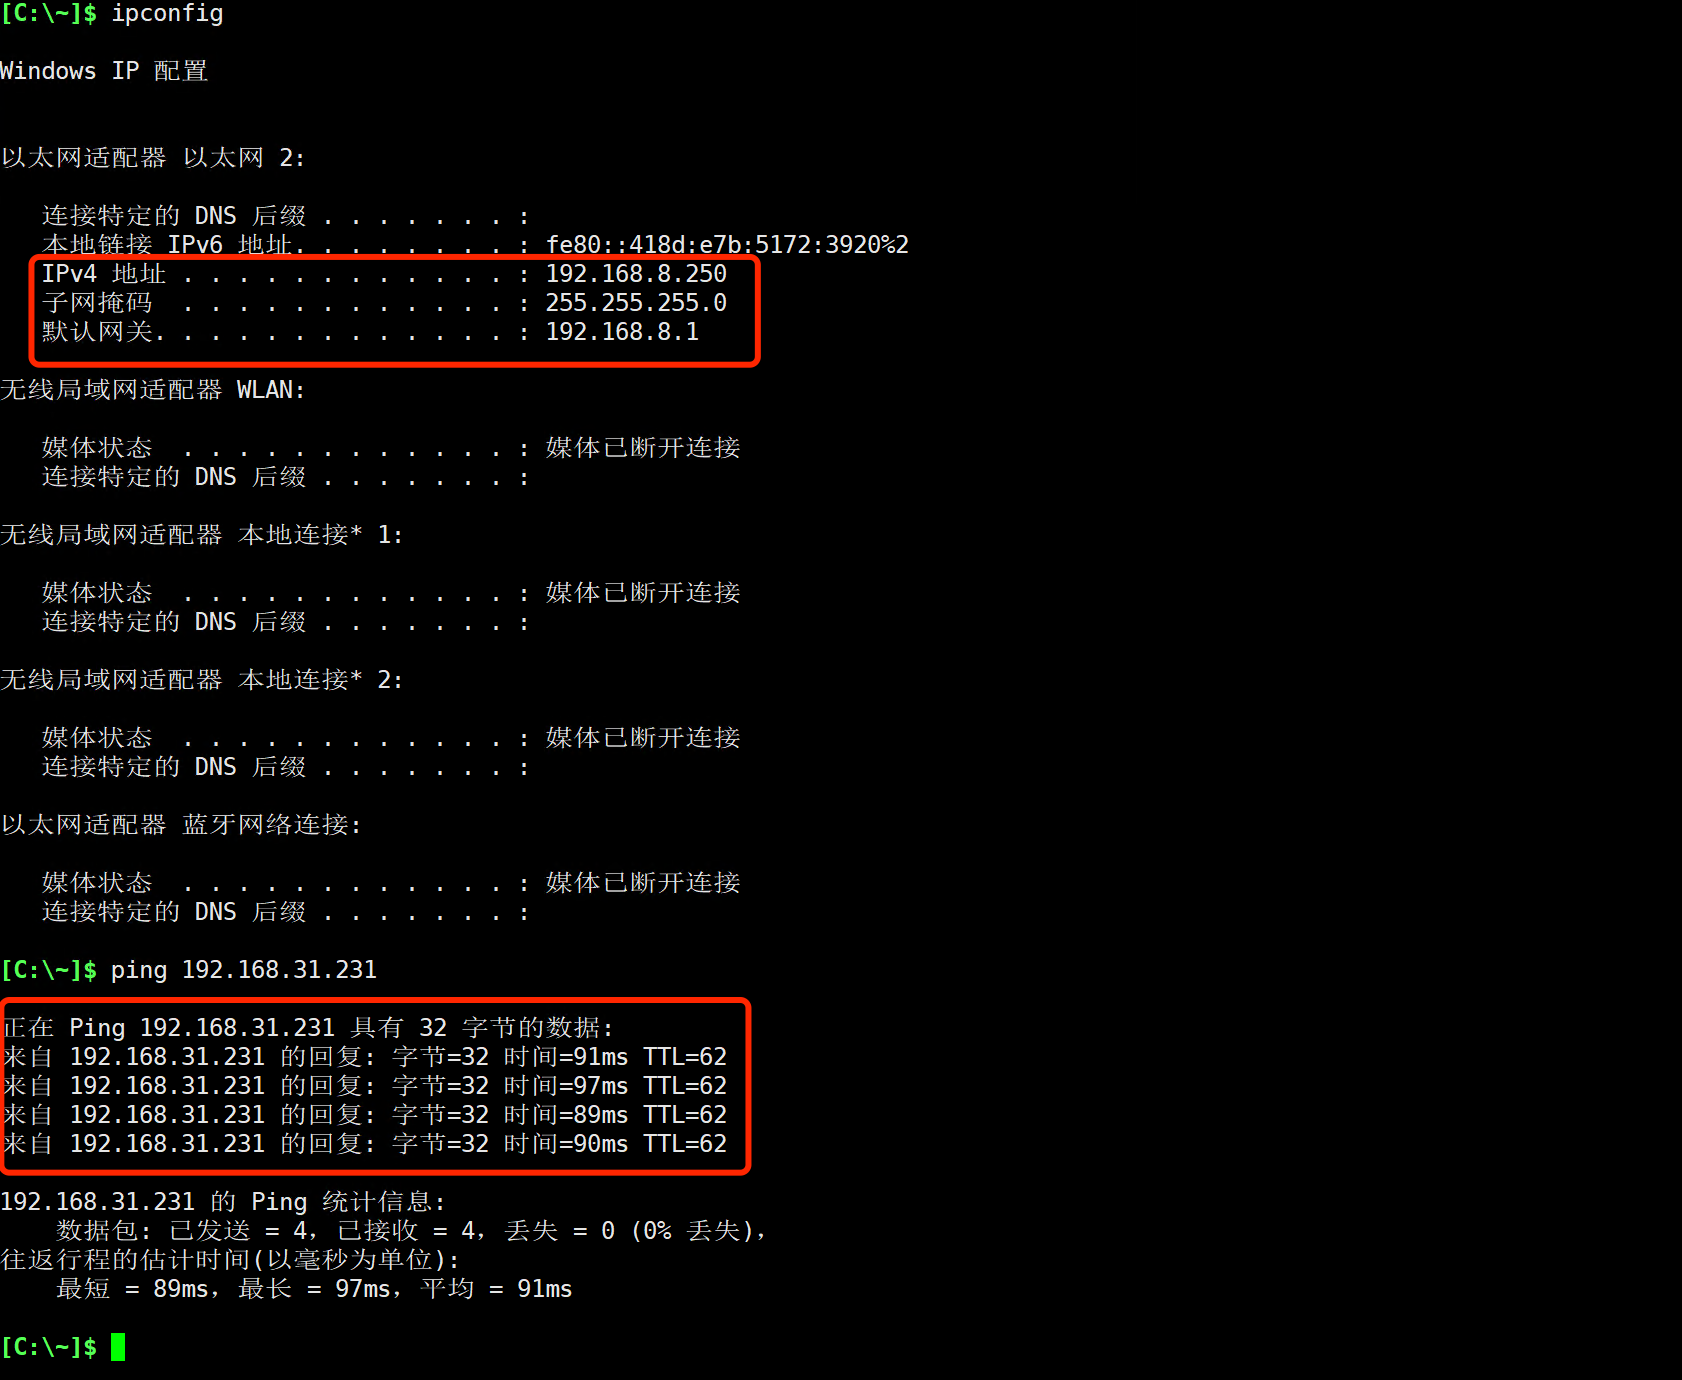 [C:\~]$ ipconfig
Windows IP 配置
以太网适配器 以太网 2:
连接特定的 DNS 后缀 . . . . . . . :
本地链接 IPv6 地址. . . . . . . . : fe80::418d:e7b:5172:3920%2
IPv4 地址 . . . . . . . . . . . . : 192.168.8.250
子网掩码  . . . . . . . . . . . . : 255.255.255.0
默认网关. . . . . . . . . . . . . : 192.168.8.1
无线局域网适配器 WLAN:
媒体状态  . . . . . . . . . . . . : 媒体已断开连接
连接特定的 DNS 后缀 . . . . . . . :
无线局域网适配器 本地连接* 1:
媒体状态  . . . . . . . . . . . . : 媒体已断开连接
连接特定的 DNS 后缀 . . . . . . . :
无线局域网适配器 本地连接* 2:
媒体状态  . . . . . . . . . . . . : 媒体已断开连接
连接特定的 DNS 后缀 . . . . . . . :
以太网适配器 蓝牙网络连接:
媒体状态  . . . . . . . . . . . . : 媒体已断开连接
连接特定的 DNS 后缀 . . . . . . . :
[C:\~]$ ping 192.168.31.231
正在 Ping 192.168.31.231 具有 32 字节的数据:
来自 192.168.31.231 的回复: 字节=32 时间=91ms TTL=62
来自 192.168.31.231 的回复: 字节=32 时间=97ms TTL=62
来自 192.168.31.231 的回复: 字节=32 时间=89ms TTL=62
来自 192.168.31.231 的回复: 字节=32 时间=90ms TTL=62
192.168.31.231 的 Ping 统计信息:
数据包: 已发送 = 4，已接收 = 4，丢失 = 0 (0% 丢失)，
往返行程的估计时间(以毫秒为单位):
最短 = 89ms，最长 = 97ms，平均 = 91ms
[C:\~]$